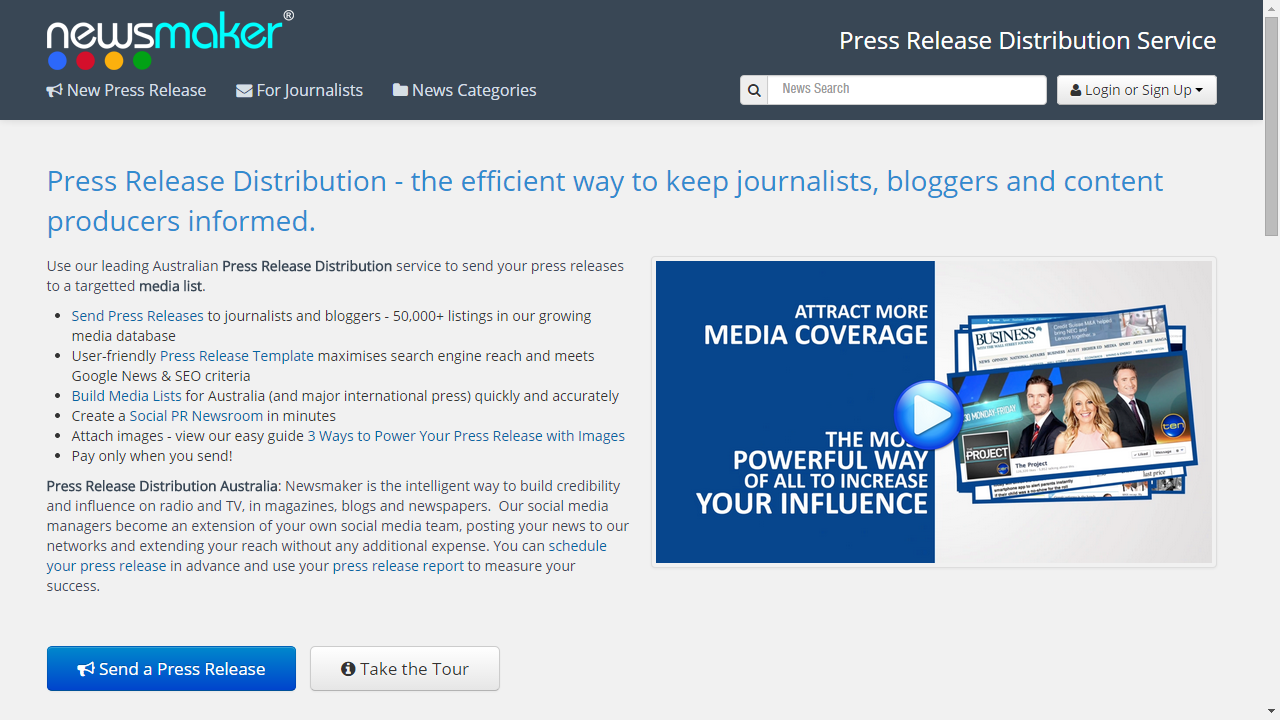 newsmaker®
Press Release Distribution Service
New Press Release
For Journalists
News Categories
News Search
Login or Sign Up
Press Release Distribution - the efficient way to keep journalists, bloggers and content
producers informed.
Use our leading Australian Press Release Distribution service to send your press releases
to a targetted media list.
Send Press Releases to journalists and bloggers - 50,000+ listings in our growing
media database
User-friendly Press Release Template maximises search engine reach and meets
Google News & SEO criteria
Build Media Lists for Australia (and major international press) quickly and accurately
Create a Social PR Newsroom in minutes
Attach images - view our easy guide 3 Ways to Power Your Press Release with Images
Pay only when you send!
Press Release Distribution Australia: Newsmaker is the intelligent way to build credibility
and influence on radio and TV, in magazines, blogs and newspapers. Our social media
managers become an extension of your own social media team, posting your news to our
networks and extending your reach without any additional expense. You can schedule
your press release in advance and use your press release report to measure your
success.
ATTRACT MORE
MEDIA COVERAGE
THE MOST
POWERFUL WAY
OF ALL TO INCREASE
YOUR INFLUENCE
BUSINESS
MONDAY-FRIDAY
THE
PROJECT
ten
The Project
last price
Send a Press Release
Take the Tour